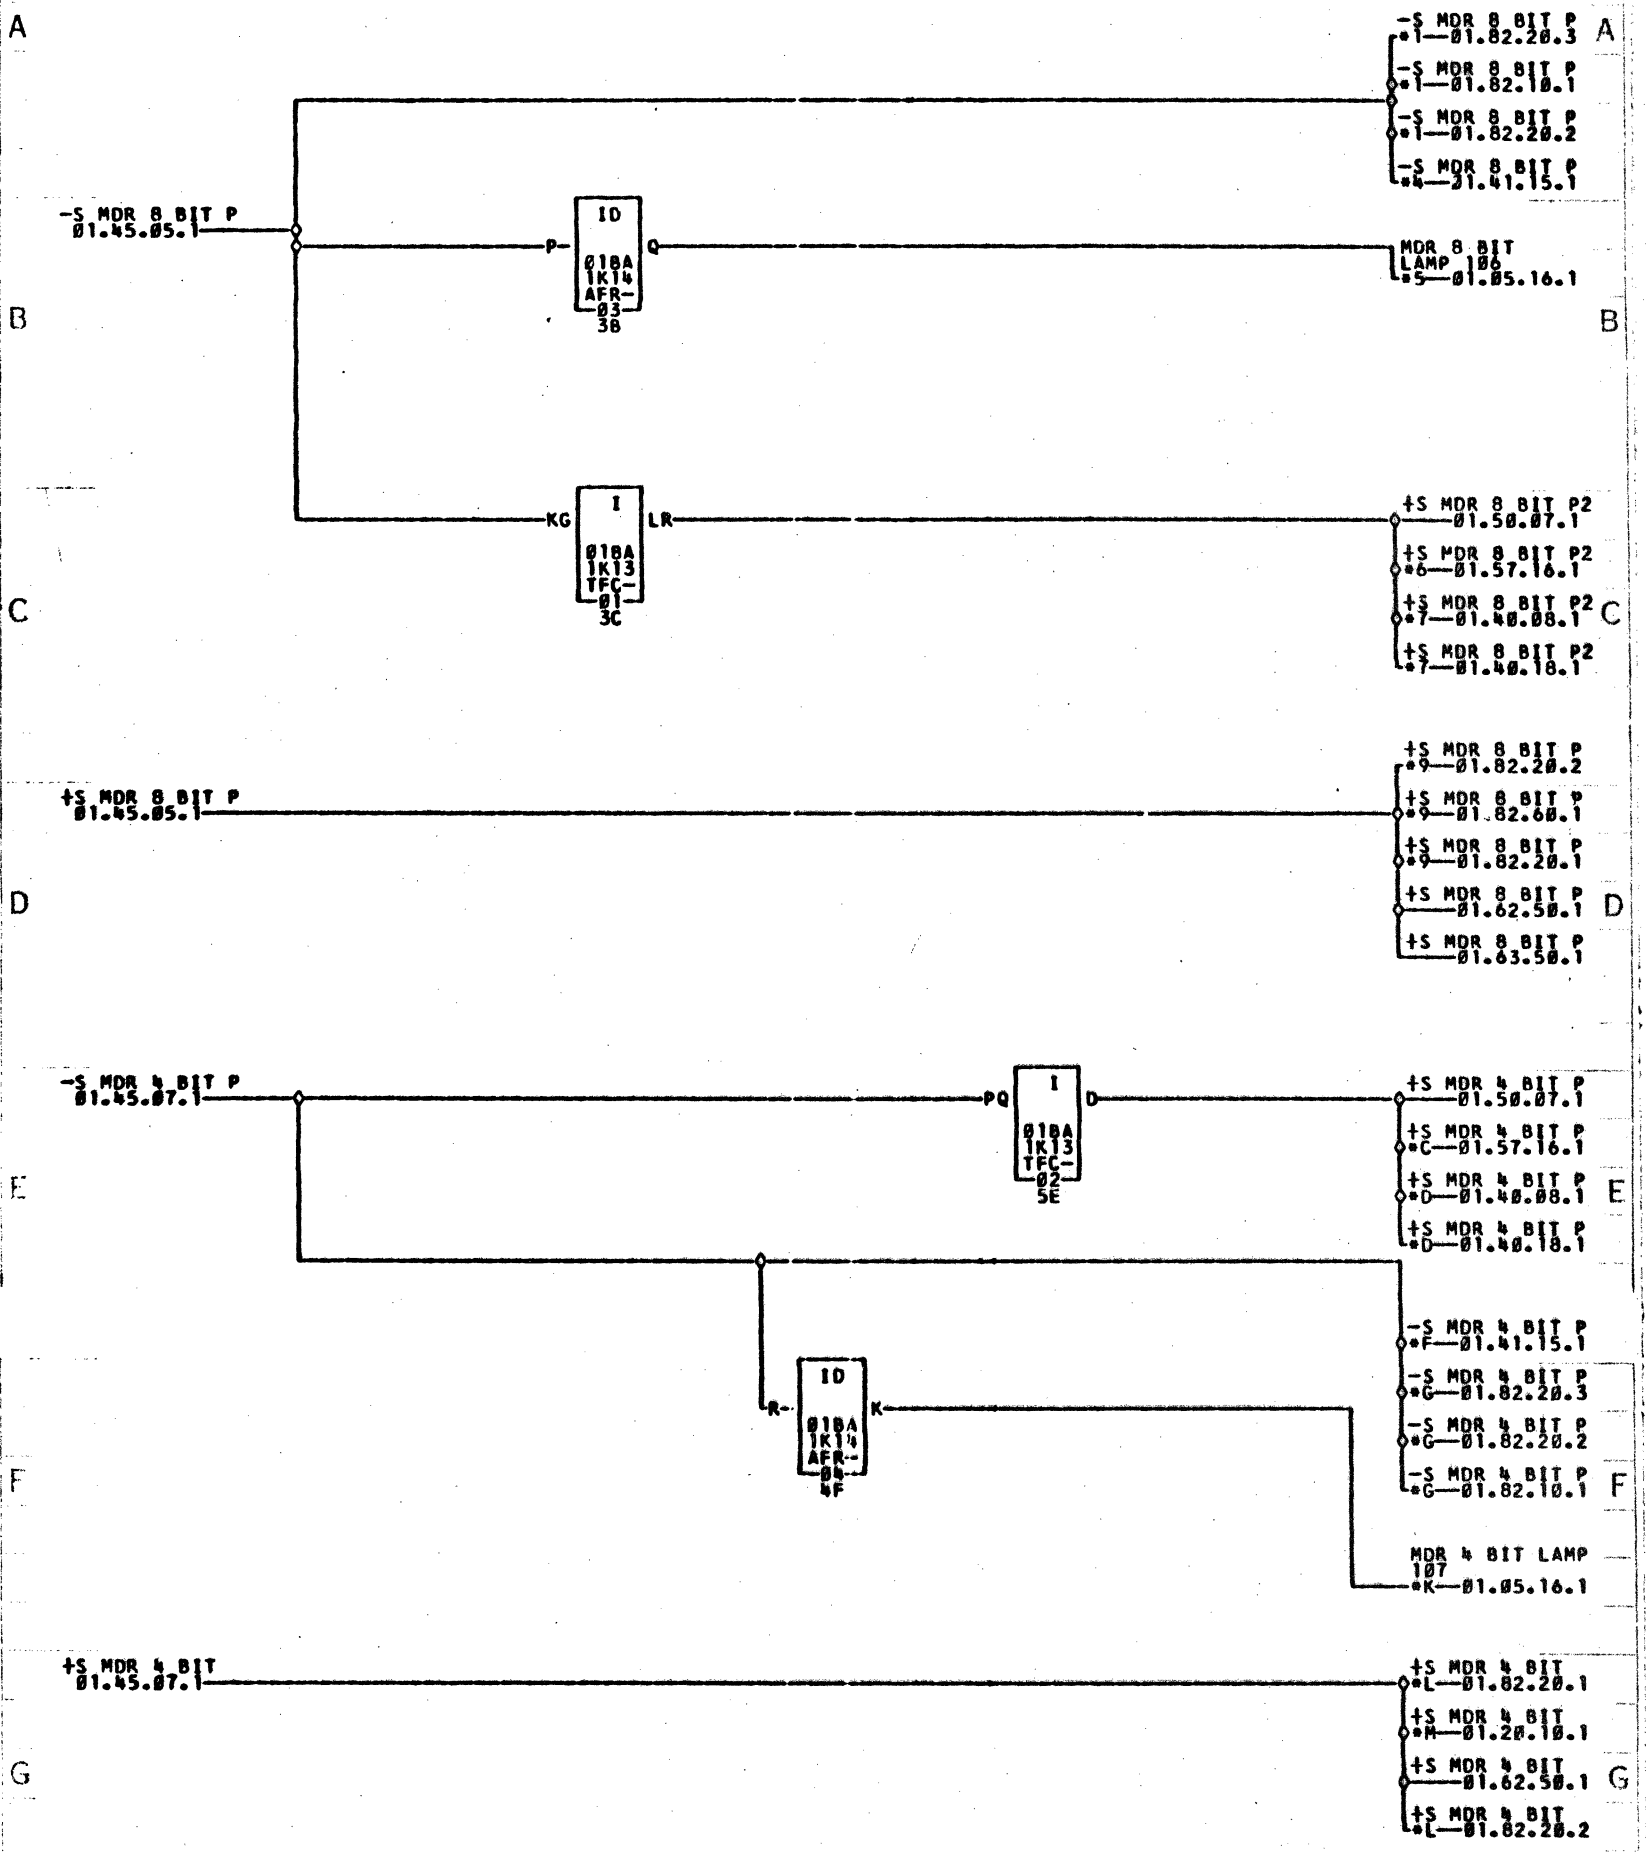 A
-S MDR 8 BIT P
*1—01.82.20.3
A
-S MDR 8 BIT P
*1—01.82.10.1
-S MDR 8 BIT P
*1—01.82.20.2
-S MDR 8 BIT P
*4—01.41.15.1
-S MDR 8 BIT P
01.45.05.1
P
ID
01BA
1K14
AFR-
03
3B
Q
MDR 8 BIT
LAMP 106
*5—01.05.16.1
B
B
KG
I
01BA
1K13
TFC-
01
3C
LR
+S MDR 8 BIT P2
01.50.07.1
+S MDR 8 BIT P2
*6—01.57.16.1
+S MDR 8 BIT P2
*7—01.40.08.1
+S MDR 8 BIT P2
*7—01.40.18.1
C
C
+S MDR 8 BIT P
01.45.05.1
+S MDR 8 BIT P
*9—01.82.20.2
+S MDR 8 BIT P
*9—01.82.60.1
+S MDR 8 BIT P
*9—01.82.20.1
+S MDR 8 BIT P
01.62.50.1
+S MDR 8 BIT P
01.63.50.1
D
D
-S MDR 4 BIT P
01.45.07.1
PQ
I
01BA
1K13
TFC-
02
5E
D
+S MDR 4 BIT P
01.50.07.1
+S MDR 4 BIT P
*C—01.57.16.1
+S MDR 4 BIT P
*D—01.40.08.1
+S MDR 4 BIT P
*D—01.40.18.1
E
E
-S MDR 4 BIT P
*F—01.41.15.1
-S MDR 4 BIT P
*G—01.82.20.3
-S MDR 4 BIT P
*G—01.82.20.2
-S MDR 4 BIT P
*G—01.82.10.1
R
ID
01BA
1K14
AFR-
04
4F
K
F
F
MDR 4 BIT LAMP
107
*K—01.05.16.1
+S MDR 4 BIT
01.45.07.1
+S MDR 4 BIT
*L—01.82.20.1
+S MDR 4 BIT
*M—01.20.10.1
+S MDR 4 BIT
01.62.50.1
+S MDR 4 BIT
*L—01.82.20.2
G
G